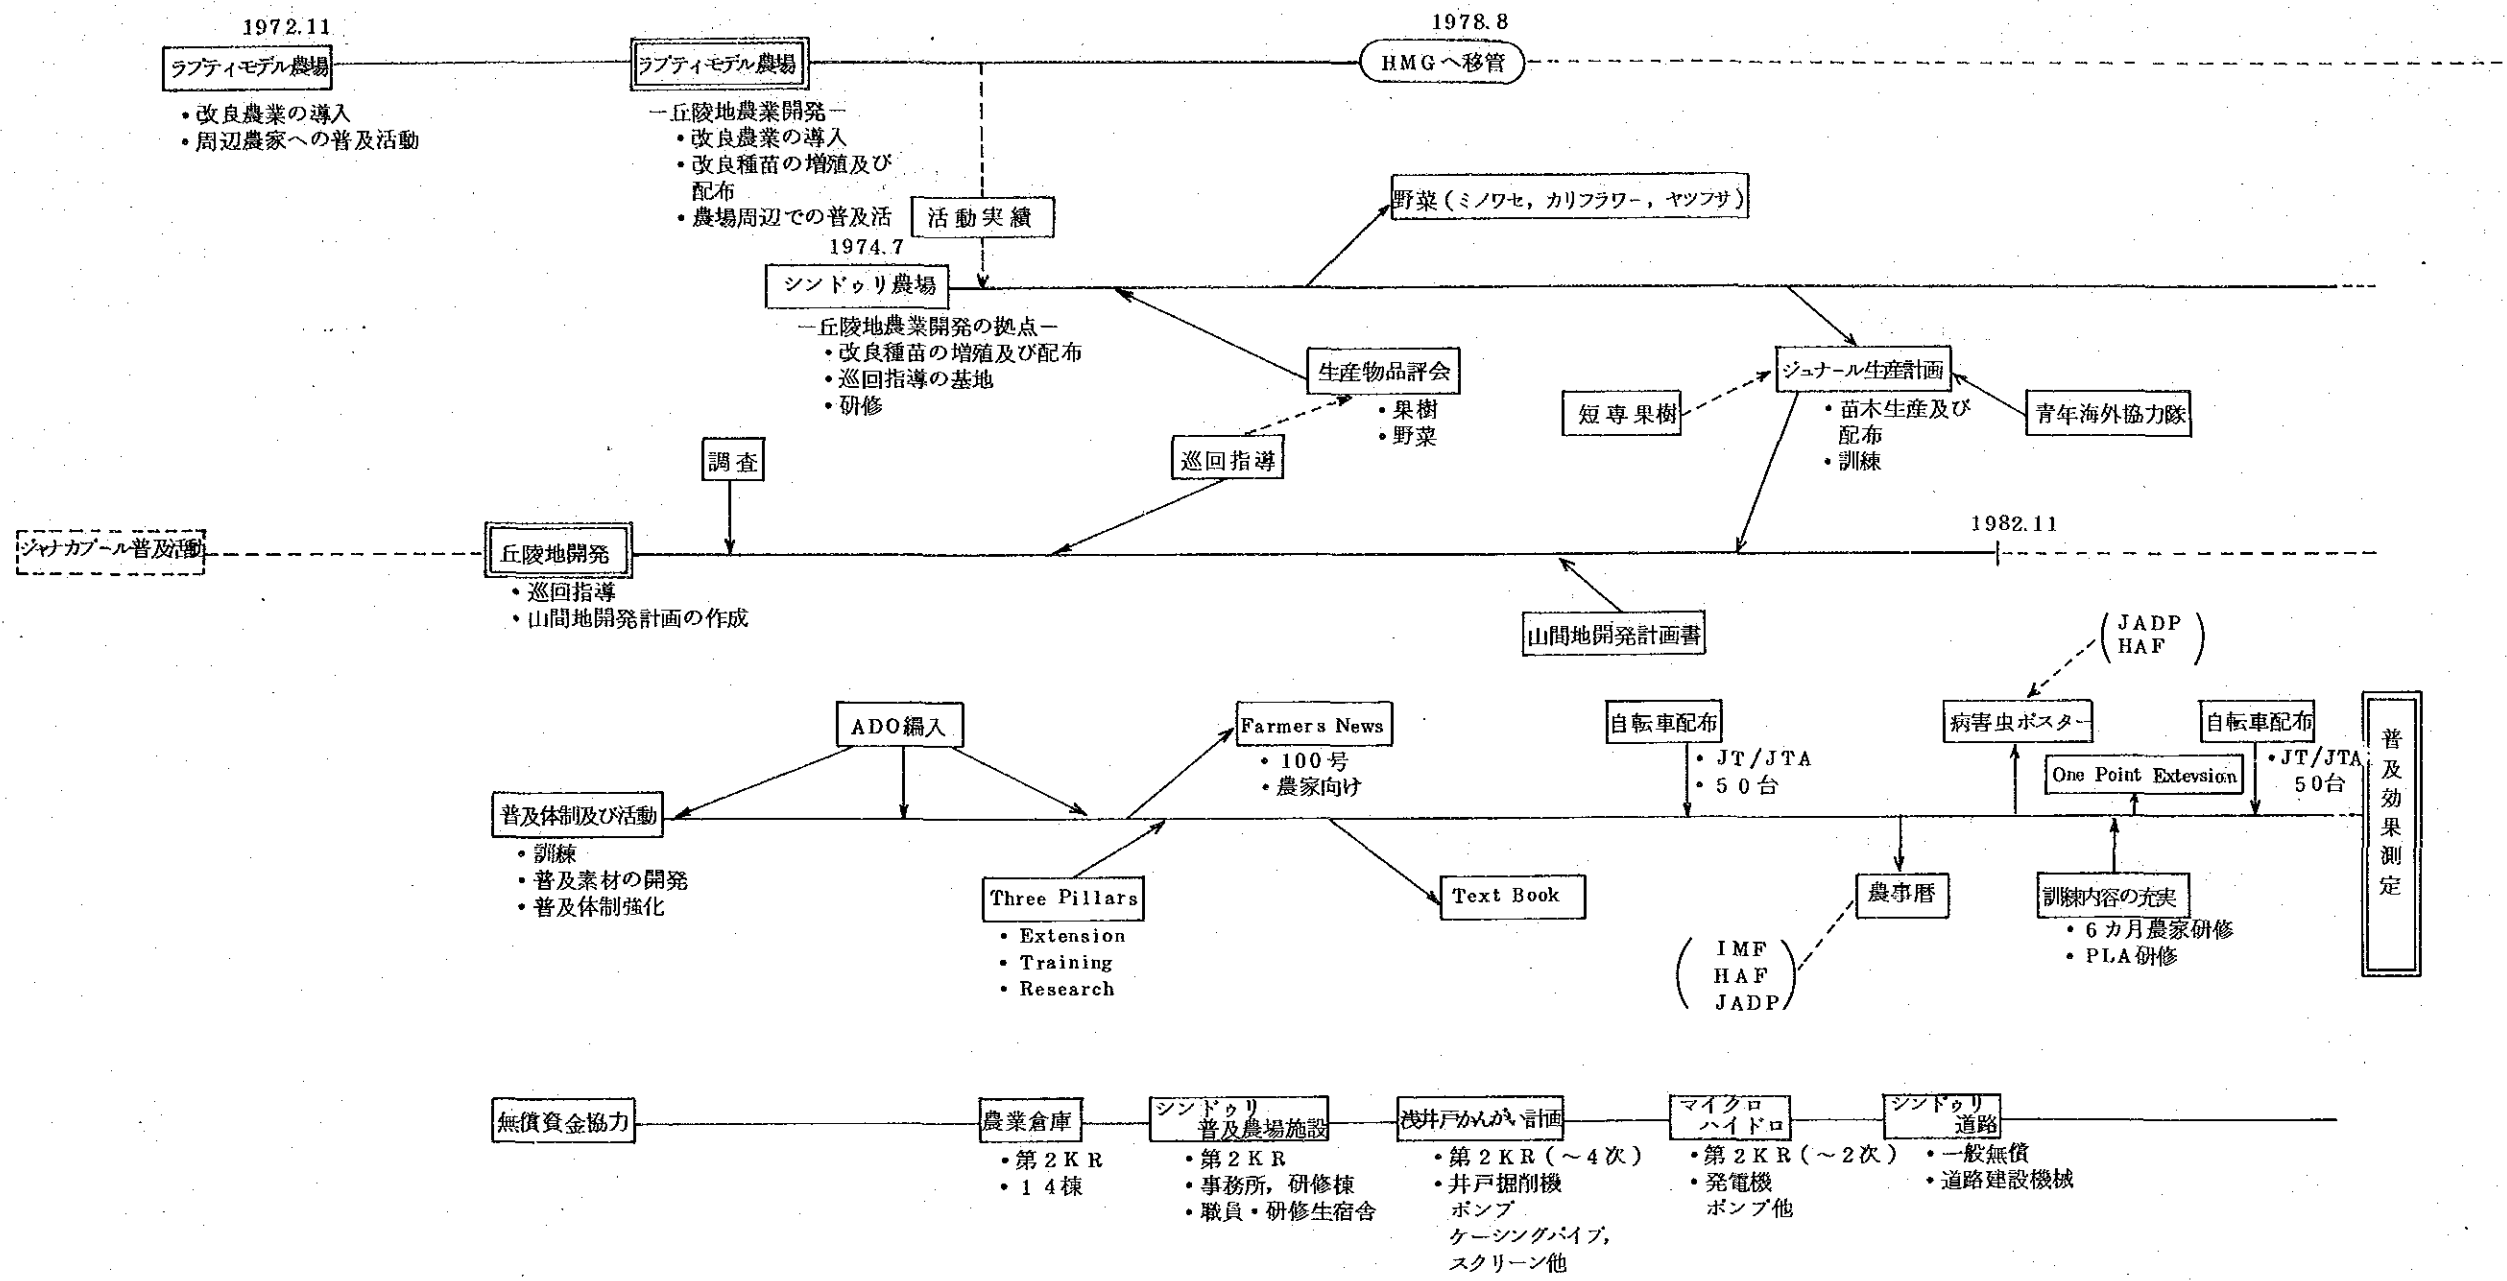 1972.11
1978.8
ラプティモデル農場
ラプティモデル農場
HMGへ移管
・改良農業の導入
・周辺農家への普及活動
－丘陵地農業開発－
・改良農業の導入
・改良種苗の増殖及び
配布
・農場周辺での普及活
活動実績
野菜(ミノワセ,カリフラワー,ヤツフサ)
1974.7
シンドゥリ農場
－丘陵地農業開発の拠点－
・改良種苗の増殖及び配布
・巡回指導の基地
・研修
生産物品評会
・果樹
・野菜
ジュナール生産計画
・苗木生産及び
配布
・訓練
短専果樹
青年海外協力隊
調査
巡回指導
1982.11
ジャナカプール普及活動
丘陵地開発
・巡回指導
・山間地開発計画の作成
山間地開発計画書
JADP
HAF
ADO編入
Farmers News
・100号
・農家向け
自転車配布
・JT/JTA
・50台
病害虫ポスター
One Point Extevsion
自転車配布
・JT/JTA
50台
普及効果測定
普及体制及び活動
・訓練
・普及素材の開発
・普及体制強化
Three Pillars
・Extension
・Training
・Research
Text Book
農事暦
IMF
HAF
JADP
訓練内容の充実
・6カ月農家研修
・PLA研修
無償資金協力
農業倉庫
・第2KR
・14棟
シンドゥリ
普及農場施設
・第2KR
・事務所,研修棟
・職員・研修生宿舎
浅井戸かんがい計画
・第2KR(～4次)
・井戸掘削機
ポンプ
ケーシングパイプ,
スクリーン他
マイクロ
ハイドロ
・第2KR(～2次)
・発電機
ポンプ他
シンドゥリ
道路
・一般無償
・道路建設機械